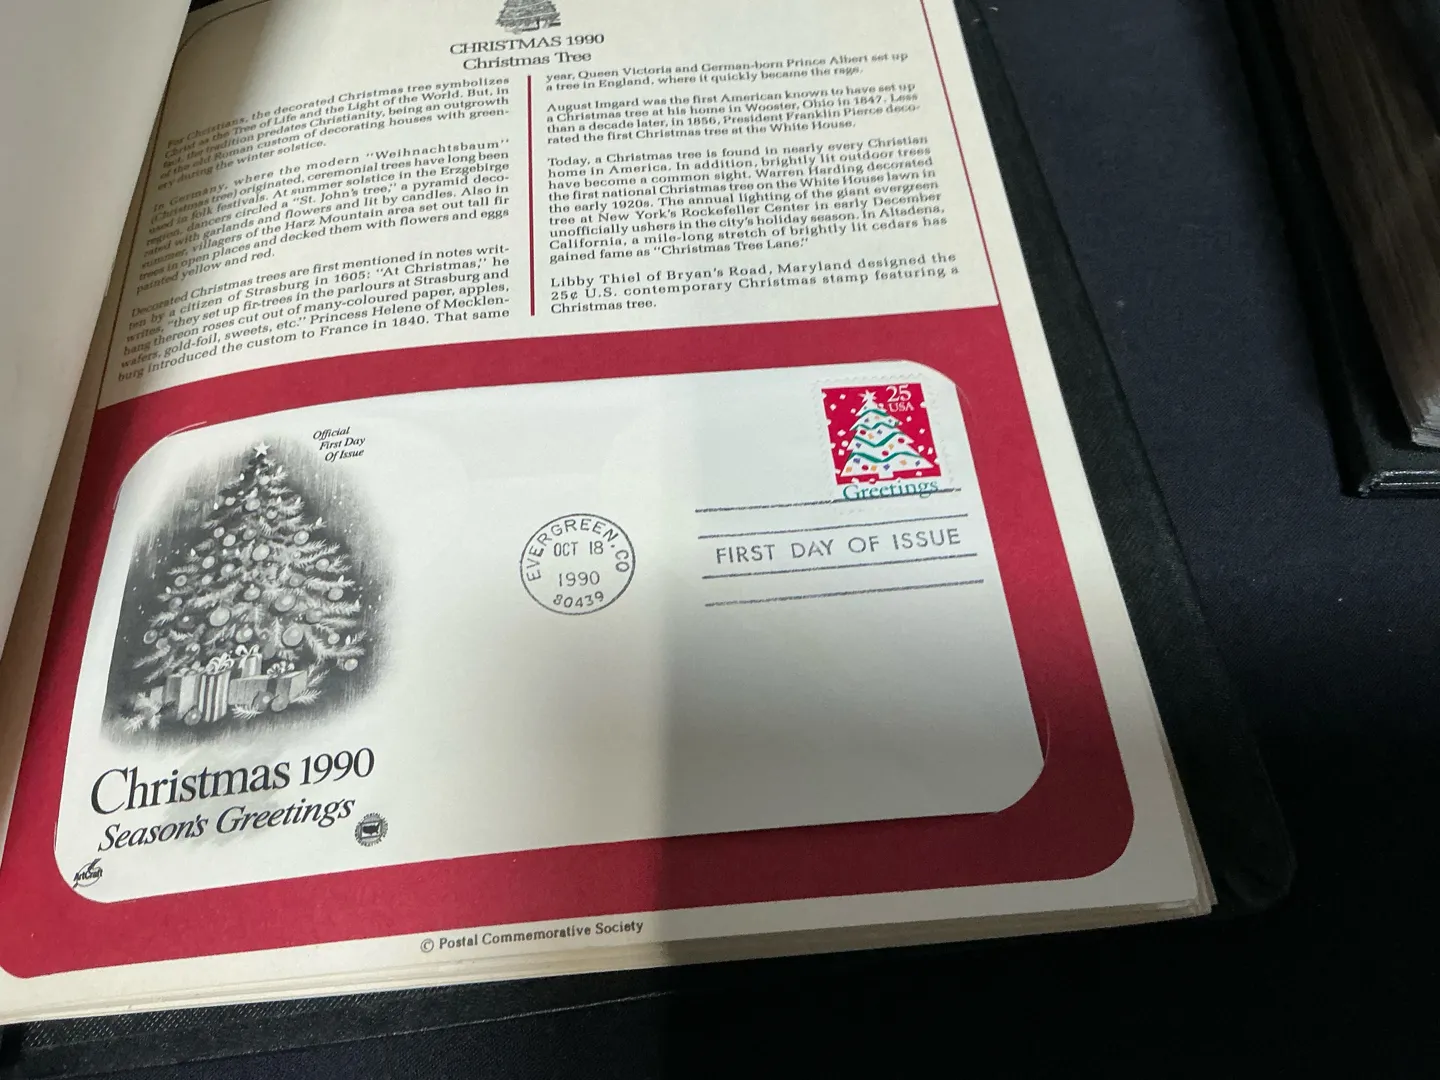 CHRISTMAS 1990
Christmas Tree
For Christians, the decorated Christmas tree symbolizes
Christ as the Tree of Life and the Light of the World. But, in
fact, the tradition predates Christianity, being an outgrowth
of the old Roman custom of decorating houses with green-
ery during the winter solstice.
In Germany, where the modern "Weihnachtsbaum"
(Christmas tree) originated, ceremonial trees have long been
used in folk festivals. At summer solstice in the Erzgebirge
region, dancers circled a "St. John's tree," a pyramid deco-
rated with garlands and flowers and lit by candles. Also in
summer, villagers of the Harz Mountain area set out tall fir
trees in open places and decked them with flowers and eggs
painted yellow and red.
Decorated Christmas trees are first mentioned in notes writ-
ten by a citizen of Strasburg in 1605: "At Christmas," he
writes, "they set up fir-trees in the parlours at Strasburg and
hang thereon roses cut out of many-coloured paper, apples,
wafers, gold-foil, sweets, etc." Princess Helene of Mecklen-
burg introduced the custom to France in 1840. That same
year, Queen Victoria and German-born Prince Albert set up
a tree in England, where it quickly became the rage.
August Imgard was the first American known to have set up
a Christmas tree at his home in Wooster, Ohio in 1847. Less
than a decade later, in 1856, President Franklin Pierce deco-
rated the first Christmas tree at the White House.
Today, a Christmas tree is found in nearly every Christian
home in America. In addition, brightly lit outdoor trees
have become a common sight. Warren Harding decorated
the first national Christmas tree on the White House lawn in
the early 1920s. The annual lighting of the giant evergreen
tree at New York's Rockefeller Center in early December
unofficially ushers in the city's holiday season. In Altadena,
California, a mile-long stretch of brightly lit cedars has
gained fame as "Christmas Tree Lane."
Libby Thiel of Bryan's Road, Maryland designed the
25¢ U.S. contemporary Christmas stamp featuring a
Christmas tree.
Official
First Day
Of Issue
25
USA
Greetings
EVERGREEN, CO
OCT 18
1990
80439
FIRST DAY OF ISSUE
Christmas 1990
Season's Greetings
ArtCraft
© Postal Commemorative Society